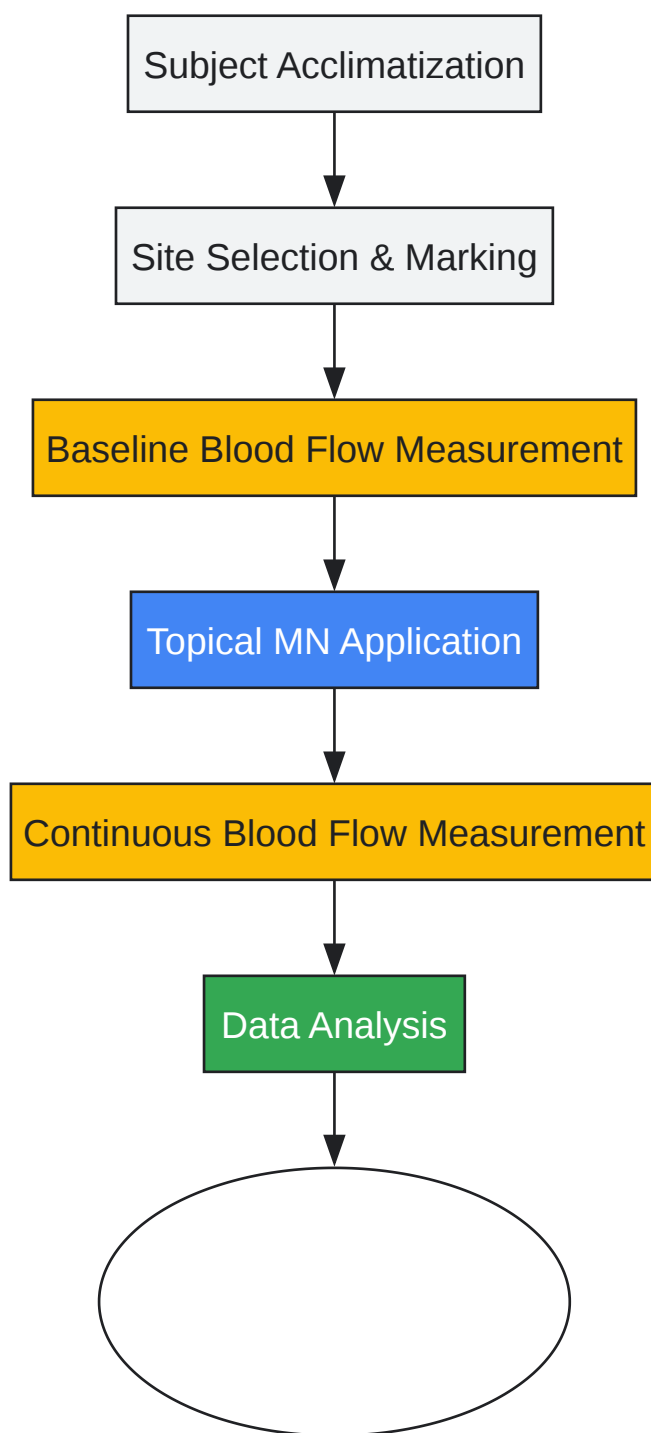 Subject Acclimatization
Site Selection & Marking
Baseline Blood Flow Measurement
Topical MN Application
Continuous Blood Flow Measurement
Data Analysis